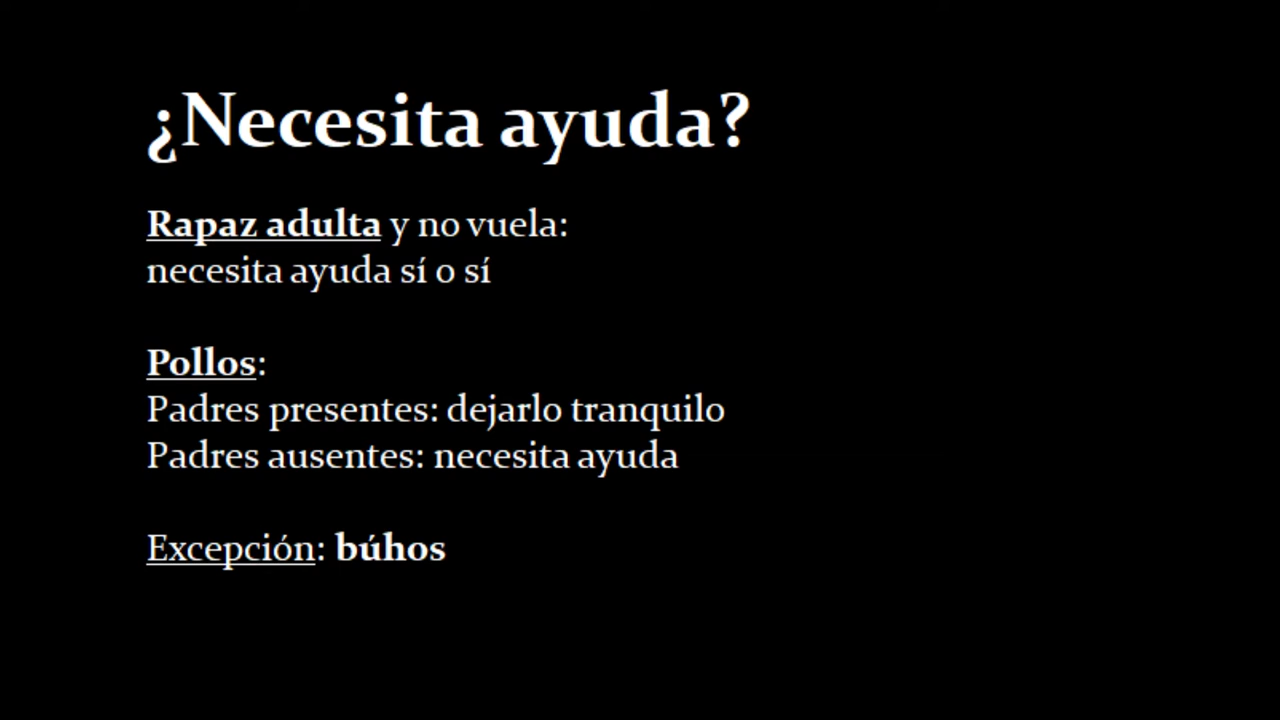 ¿Necesita ayuda?
Rapaz adulta y no vuela:
necesita ayuda sí o sí
Pollos:
Padres presentes: dejarlo tranquilo
Padres ausentes: necesita ayuda
Excepción: búhos